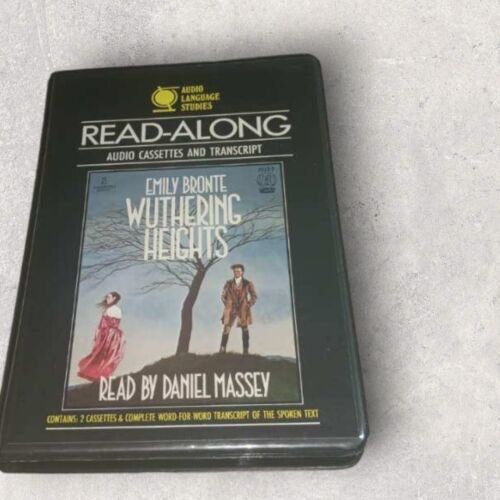 AUDIO
LANGUAGE
STUDIES
READ-ALONG
AUDIO CASSETTES AND TRANSCRIPT
EMILY BRONTE
WUTHERING
HEIGHTS
READ BY DANIEL MASSEY
CONTAINS: 2 CASSETTES & COMPLETE WORD-FOR-WORD TRANSCRIPT OF THE SPOKEN TEXT